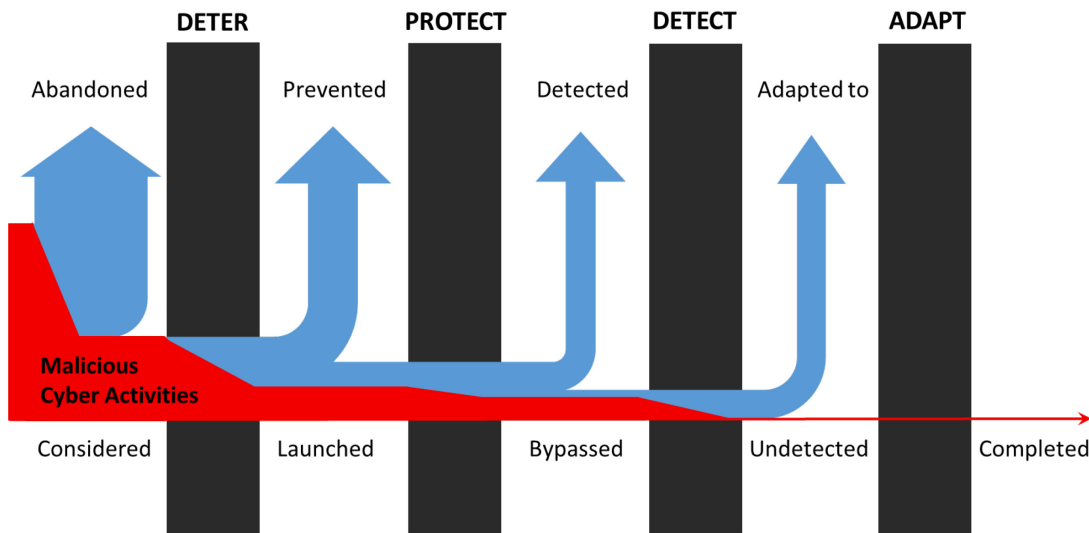 DETER
PROTECT
DETECT
ADAPT
Abandoned
Prevented
Detected
Adapted to
Malicious
Cyber Activities
Considered
Launched
Bypassed
Undetected
Completed